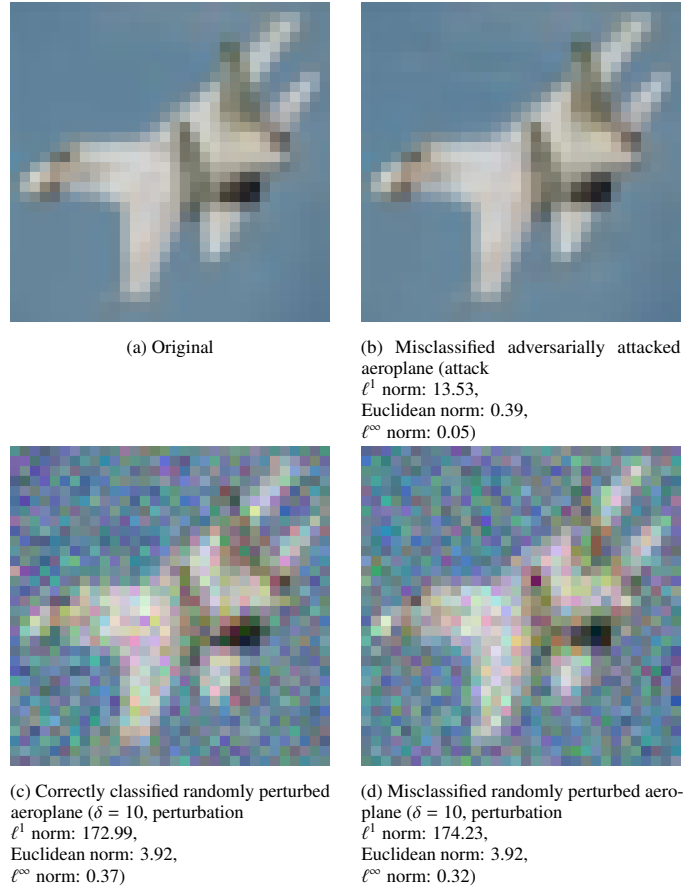 (a) Original
(b) Misclassified adversarially attacked
aeroplane (attack
ℓ¹ norm: 13.53,
Euclidean norm: 0.39,
ℓ∞ norm: 0.05)
(c) Correctly classified randomly perturbed
aeroplane (δ = 10, perturbation
ℓ¹ norm: 172.99,
Euclidean norm: 3.92,
ℓ∞ norm: 0.37)
(d) Misclassified randomly perturbed aero-
plane (δ = 10, perturbation
ℓ¹ norm: 174.23,
Euclidean norm: 3.92,
ℓ∞ norm: 0.32)